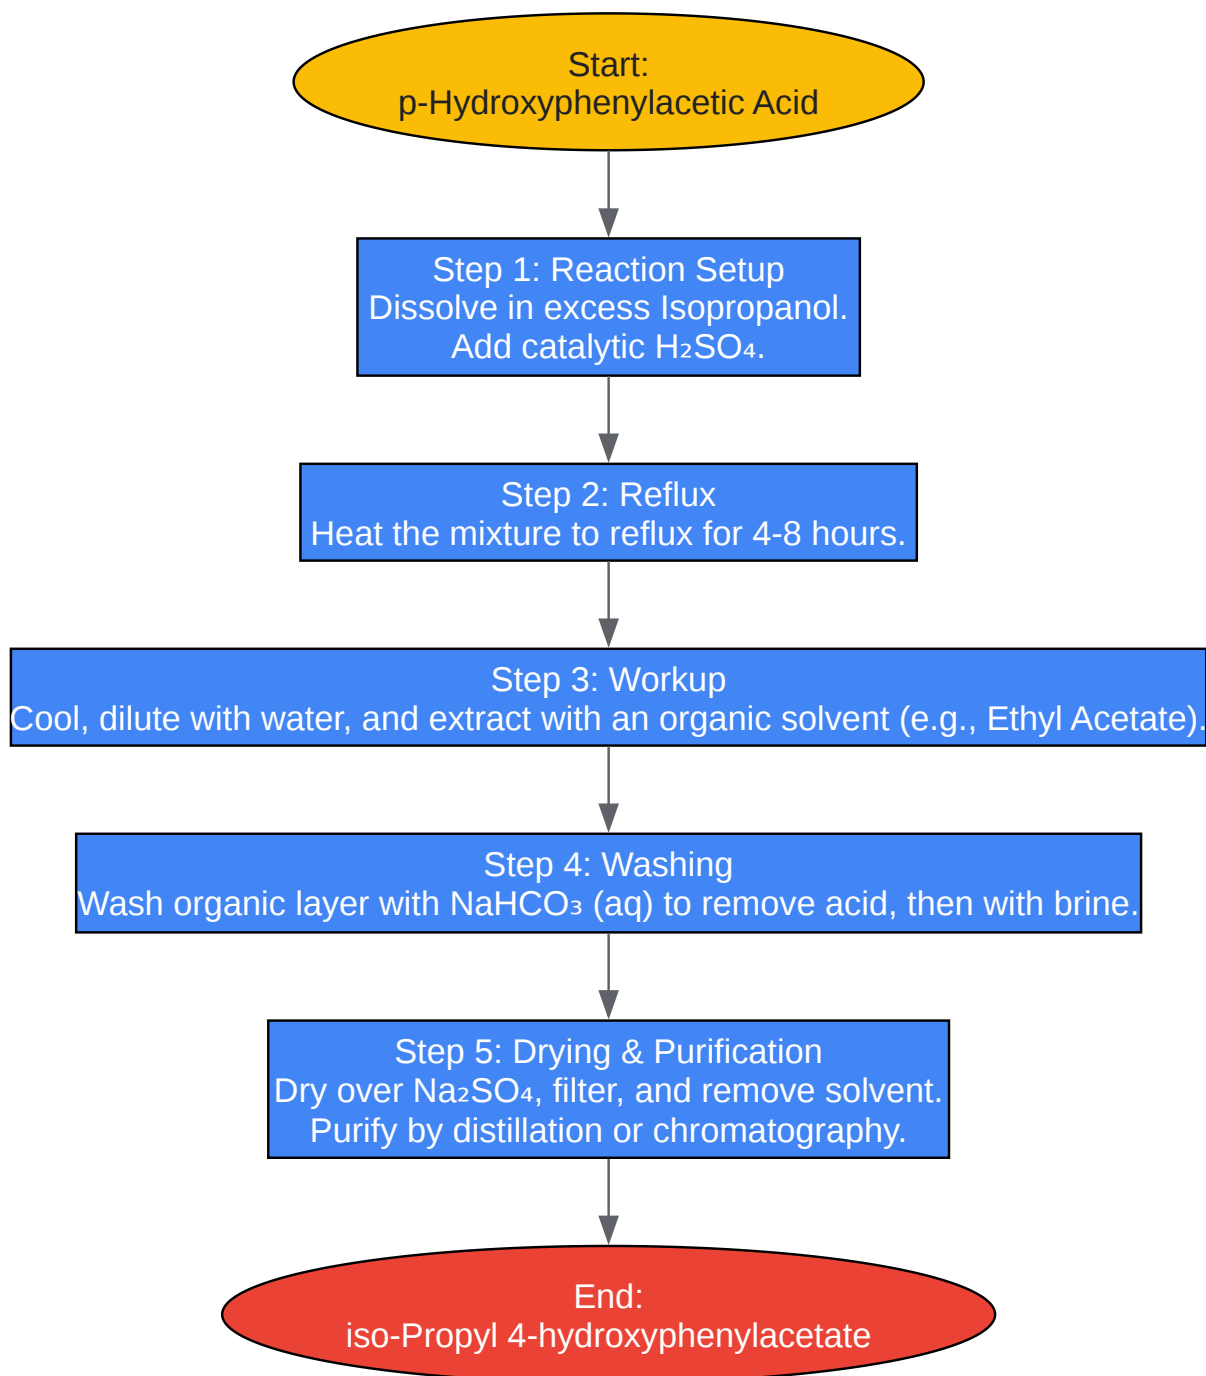 Start:
p-Hydroxyphenylacetic Acid
Step 1: Reaction Setup
Dissolve in excess Isopropanol.
Add catalytic H₂SO₄.
Step 2: Reflux
Heat the mixture to reflux for 4-8 hours.
Step 3: Workup
Cool, dilute with water, and extract with an organic solvent (e.g., Ethyl Acetate).
Step 4: Washing
Wash organic layer with NaHCO₃ (aq) to remove acid, then with brine.
Step 5: Drying & Purification
Dry over Na₂SO₄, filter, and remove solvent.
Purify by distillation or chromatography.
End:
iso-Propyl 4-hydroxyphenylacetate